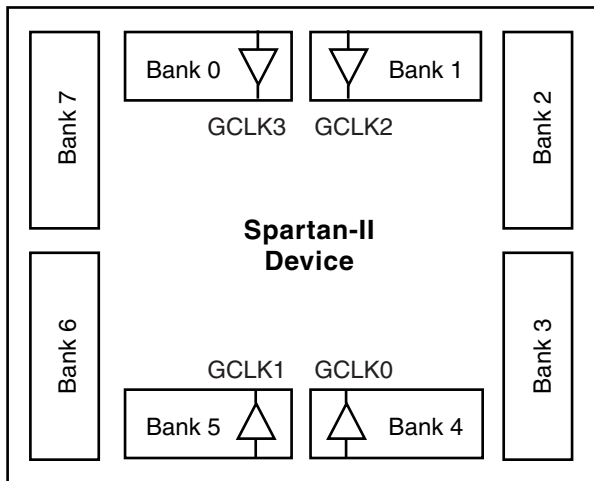 Bank 0
Bank 1
GCLK3
GCLK2
Bank 7
Bank 2
Spartan-II
Device
Bank 6
Bank 3
GCLK1
GCLK0
Bank 5
Bank 4